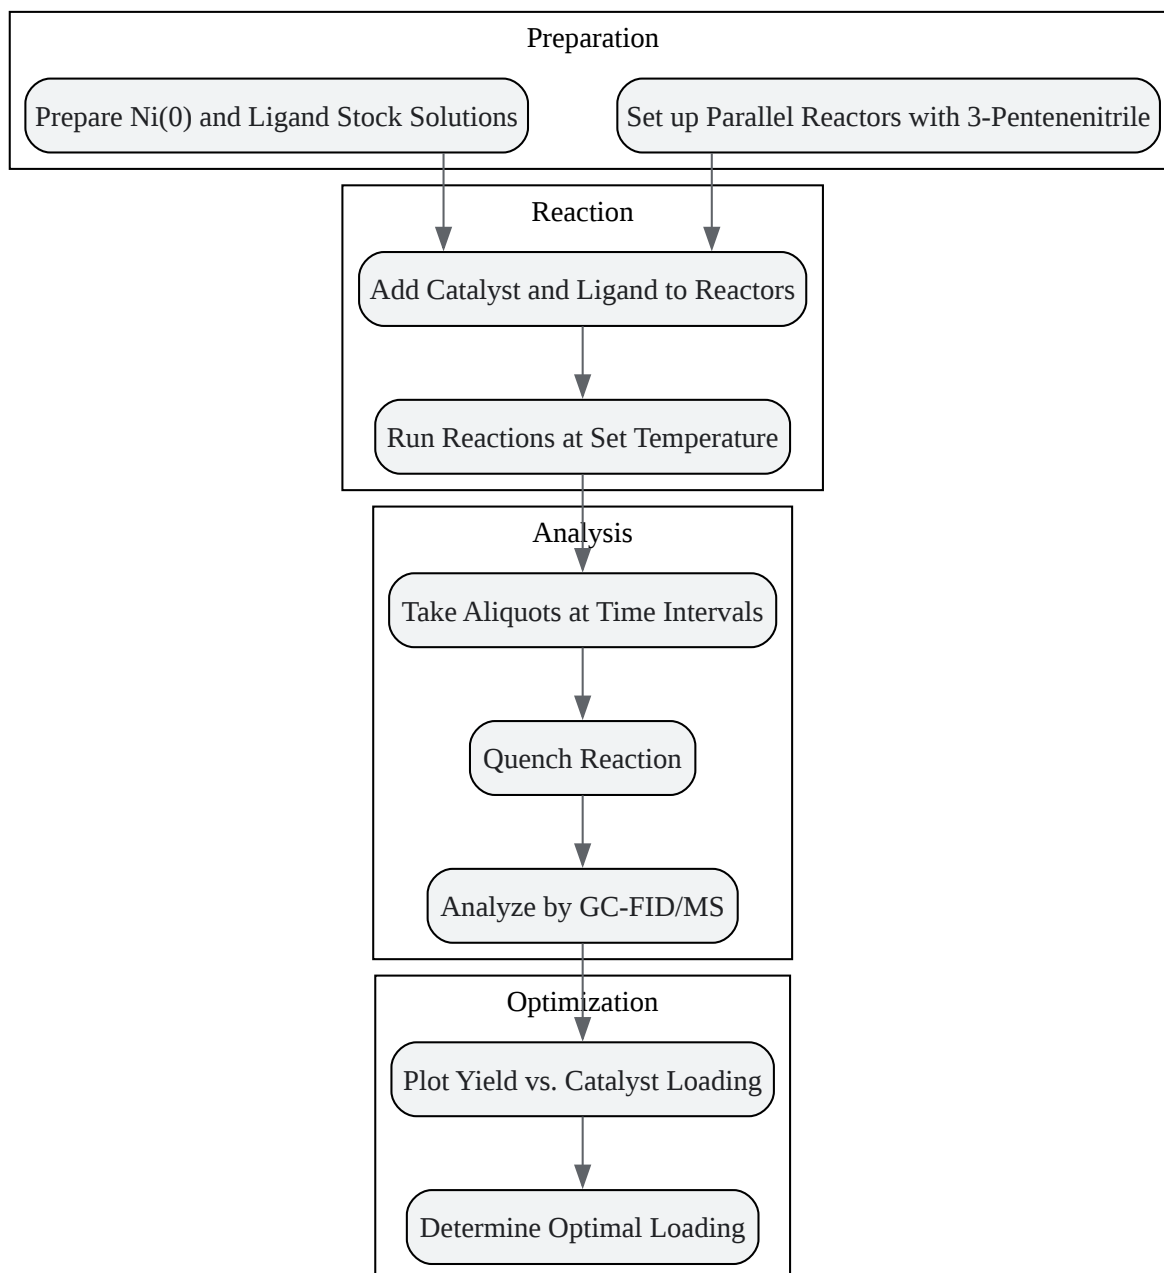 Preparation
Prepare Ni(0) and Ligand Stock Solutions
Set up Parallel Reactors with 3-Pentenenitrile
Reaction
Add Catalyst and Ligand to Reactors
Run Reactions at Set Temperature
Analysis
Take Aliquots at Time Intervals
Quench Reaction
Analyze by GC-FID/MS
Optimization
Plot Yield vs. Catalyst Loading
Determine Optimal Loading